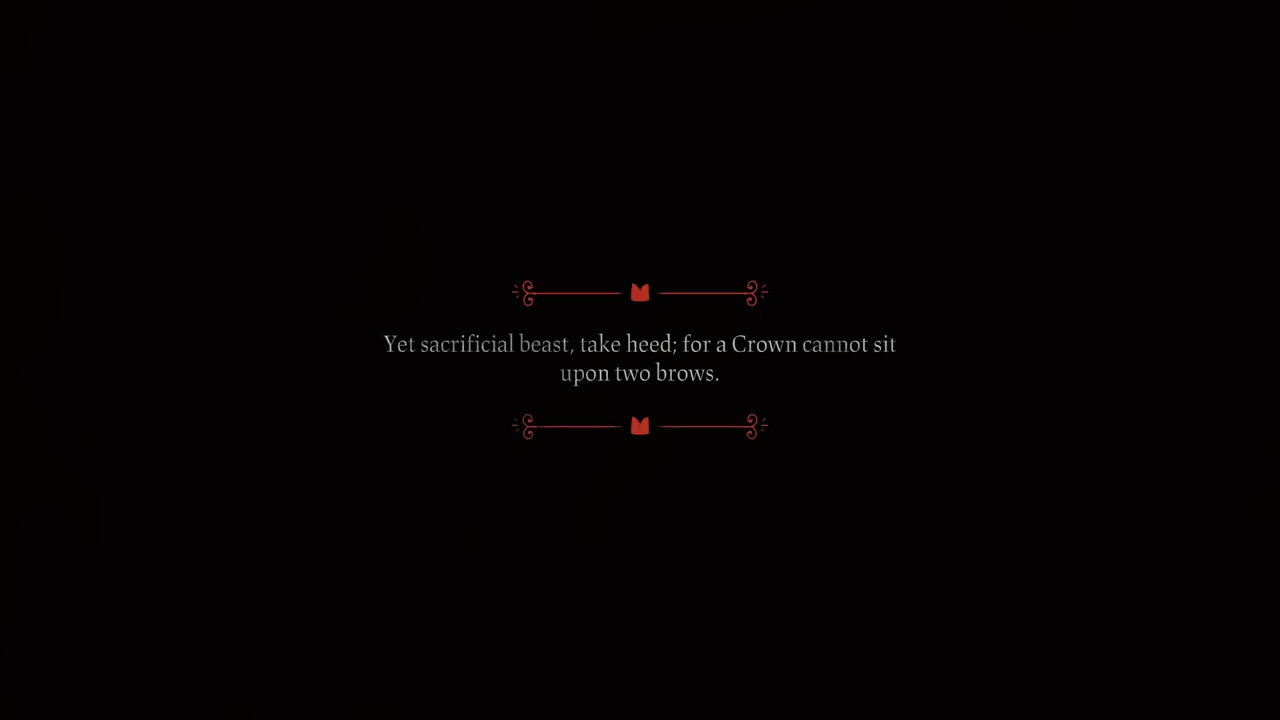 Yet sacrificial beast, take heed; for a Crown cannot sit
upon two brows.